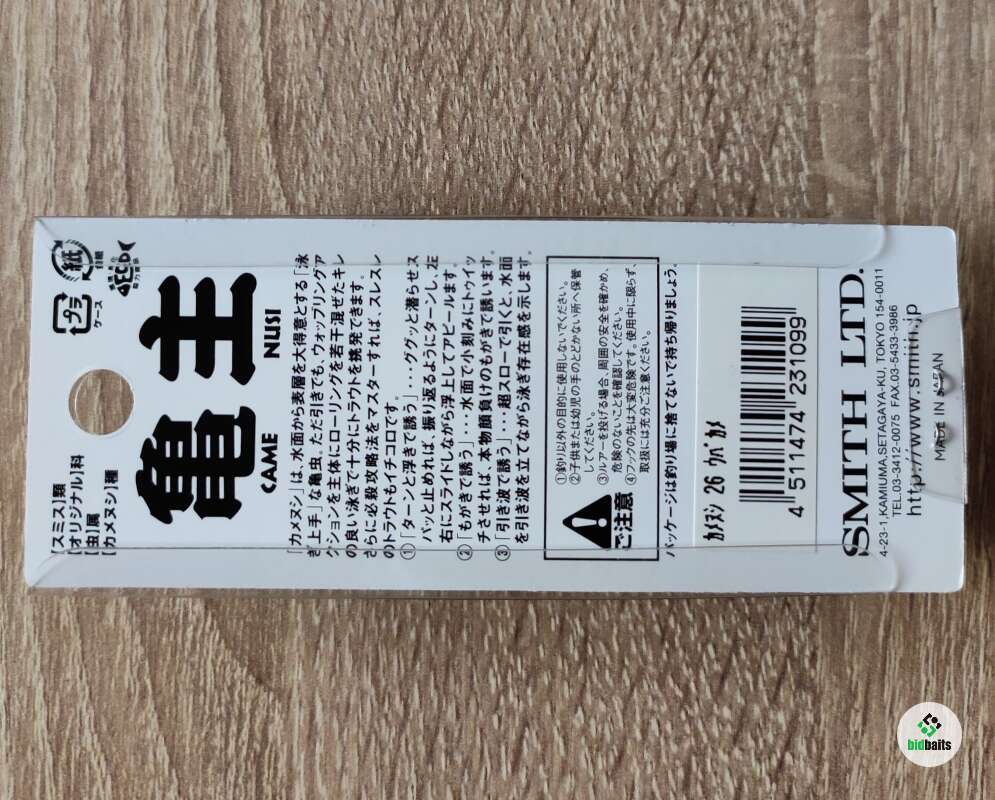 プラ
ケース
紙
台紙
[スミス]類
[オリジナル]科
[虫]属
[カメヌシ]種
亀主
CAME NUSI
「カメヌシ」は、水面から表層を大得意とする「泳
ぎ上手」な亀虫。ただ引きでも、ウォップリングア
クションを主体にローリングを若干混ぜたキレ
の良い泳ぎで十分にトラウトを挑発できます。
さらに必殺攻略法をマスターすれば、スレスレ
のトラウトもイチコロです。
①「ターンと浮きで誘う」・・・ググッと潜らせス
パッと止めれば、振り返るようにターンし、左
右にスライドしながら浮上してアピールします。
②「もがきで誘う」・・・水面で小刻みにトゥイッ
チさせれば、本物顔負けのもがきで誘います。
③「引き波で誘う」・・・超スローで引くと、水面
を引き波を立てながら泳ぎ存在感を示します。
ご注意
①釣り以外の目的に使用しないでください。
②子供または幼児の手のとどかない所へ保管
してください。
③ルアーを投げる場合、周囲の安全を確かめ、
危険のないことを確認してください。
④フックの先は大変危険です。使用中に限らず、
取扱には充分ご注意ください。
パッケージは釣り場に捨てないで持ち帰りましょう。
ｶﾒﾇｼ 26 ｳﾊﾞｶﾒ
4 511474 231099
SMITH LTD.
4-23-1,KAMIUMA,SETAGAYA-KU, TOKYO 154-0011
TEL.03-3412-0075 FAX.03-5433-3986
http://www.smith.jp
MADE IN JAPAN
bidbaits